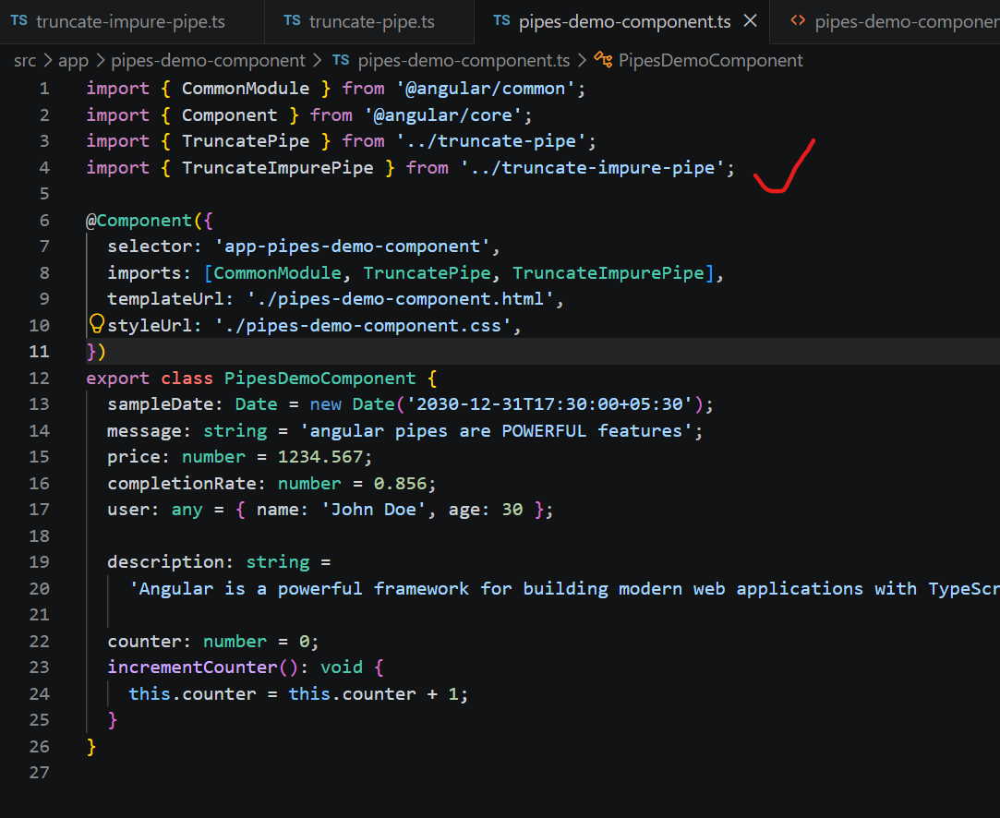 TS truncate-impure-pipe.ts TS truncate-pipe.ts TS pipes-demo-component.ts pipes-demo-componen
src > app > pipes-demo-component > TS pipes-demo-component.ts > PipesDemoComponent
1 import { CommonModule } from '@angular/common';
2 import { Component } from '@angular/core';
3 import { TruncatePipe } from '../truncate-pipe';
4 import { TruncateImpurePipe } from '../truncate-impure-pipe';
5
6 @Component({
7 selector: 'app-pipes-demo-component',
8 imports: [CommonModule, TruncatePipe, TruncateImpurePipe],
9 templateUrl: './pipes-demo-component.html',
10 styleUrl: './pipes-demo-component.css',
11 })
12 export class PipesDemoComponent {
13 sampleDate: Date = new Date('2030-12-31T17:30:00+05:30');
14 message: string = 'angular pipes are POWERFUL features';
15 price: number = 1234.567;
16 completionRate: number = 0.856;
17 user: any = { name: 'John Doe', age: 30 };
18
19 description: string =
20 'Angular is a powerful framework for building modern web applications with TypeScr
21
22 counter: number = 0;
23 incrementCounter(): void {
24 this.counter = this.counter + 1;
25 }
26 }
27